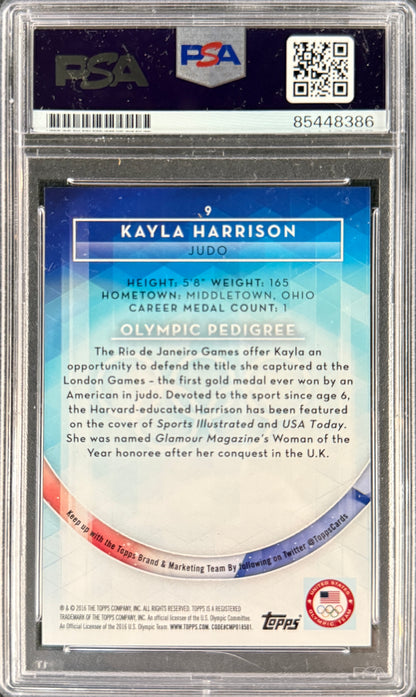 PSA
PSA
85448386
9
KAYLA HARRISON
JUDO
HEIGHT: 5'8" WEIGHT: 165
HOMETOWN: MIDDLETOWN, OHIO
CAREER MEDAL COUNT: 1
OLYMPIC PEDIGREE
The Rio de Janeiro Games offer Kayla an
opportunity to defend the title she captured at the
London Games – the first gold medal ever won by an
American in judo. Devoted to the sport since age 6,
the Harvard-educated Harrison has been featured
on the cover of Sports Illustrated and USA Today.
She was named Glamour Magazine's Woman of the
Year honoree after her conquest in the U.K.
Keep up with the Topps Brand & Marketing Team By following on Twitter @ToppsCards
® & © 2016 THE TOPPS COMPANY, INC. ALL RIGHTS RESERVED. TOPPS IS A REGISTERED
TRADEMARK OF THE TOPPS COMPANY, INC. An Official Licensee of the U.S. Olympic Committee.
An Official Licensee of the 2016 U.S. Olympic Team. WWW.TOPPS.COM. CODE#CMP018501.
Topps
UNITED STATES
OLYMPIC TEAM